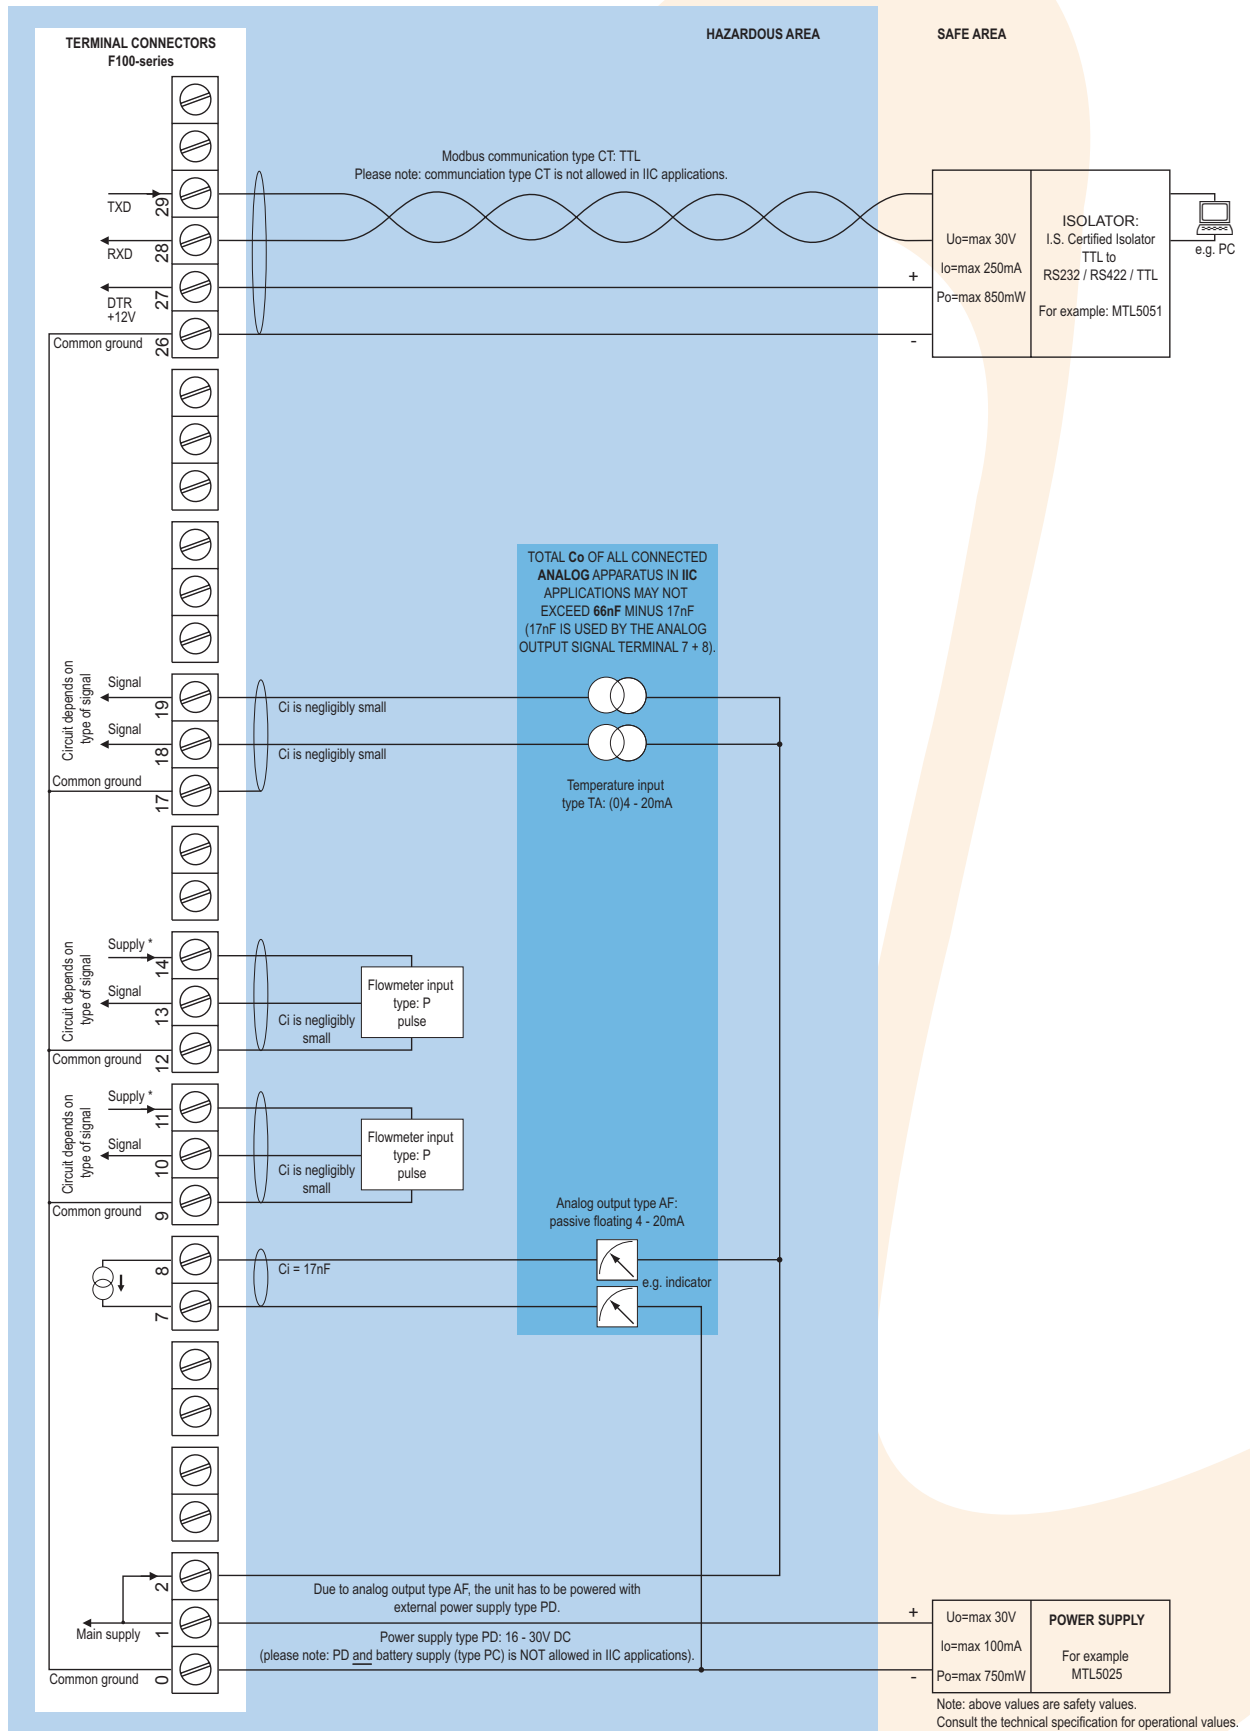 TERMINAL CONNECTORS
F100-series
HAZARDOUS AREA
SAFE AREA
Modbus communication type CT: TTL
Please note: communciation type CT is not allowed in IIC applications.
TXD
29
RXD
28
DTR
+12V
27
Common ground
26
+
-
Uo=max 30V
Io=max 250mA
Po=max 850mW
ISOLATOR:
I.S. Certified Isolator
TTL to
RS232 / RS422 / TTL
For example: MTL5051
e.g. PC
TOTAL Co OF ALL CONNECTED
ANALOG APPARATUS IN IIC
APPLICATIONS MAY NOT
EXCEED 66nF MINUS 17nF
(17nF IS USED BY THE ANALOG
OUTPUT SIGNAL TERMINAL 7 + 8).
Circuit depends on
type of signal
Signal
19
Ci is negligibly small
Signal
18
Ci is negligibly small
Common ground
17
Temperature input
type TA: (0)4 - 20mA
Circuit depends on
type of signal
Supply *
14
Signal
13
Common ground
12
Ci is negligibly
small
Flowmeter input
type: P
pulse
Circuit depends on
type of signal
Supply *
11
Signal
10
Common ground
9
Ci is negligibly
small
Flowmeter input
type: P
pulse
Analog output type AF:
passive floating 4 - 20mA
8
Ci = 17nF
e.g. indicator
7
2
Due to analog output type AF, the unit has to be powered with
external power supply type PD.
Main supply
1
Power supply type PD: 16 - 30V DC
(please note: PD and battery supply (type PC) is NOT allowed in IIC applications).
Common ground
0
+
-
Uo=max 30V
Io=max 100mA
Po=max 750mW
POWER SUPPLY
For example
MTL5025
Note: above values are safety values.
Consult the technical specification for operational values.